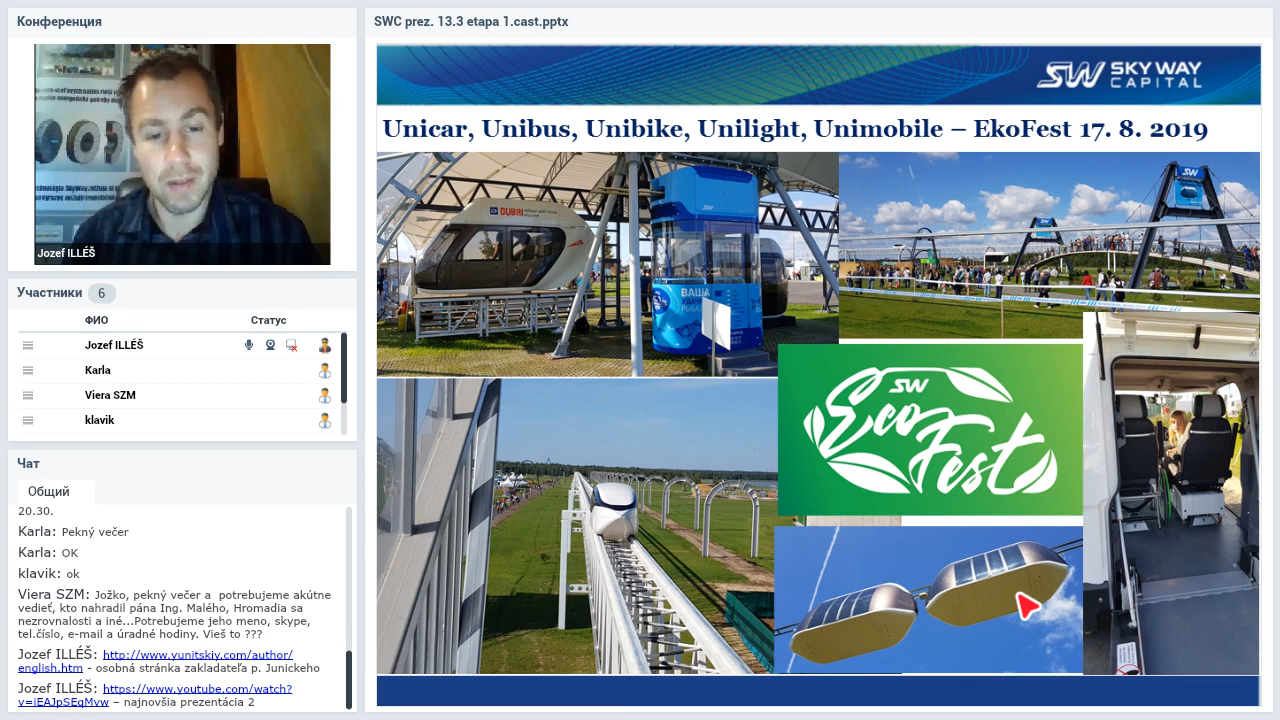 Конференция
Jozef ILLÉŠ
Участники 6
ФИО Статус
Jozef ILLÉŠ
Karla
Viera SZM
klavik
Чат
Общий
20.30.
Karla: Pekný večer
Karla: OK
klavik: ok
Viera SZM: Jožko, pekný večer a potrebujeme akútne
vedieť, kto nahradil pána Ing. Malého, Hromadia sa
nezrovnalosti a iné...Potrebujeme jeho meno, skype,
tel.číslo, e-mail a úradné hodiny. Vieš to ???
Jozef ILLÉŠ: http://www.yunitskiy.com/author/
english.htm - osobná stránka zakladateľa p. Junickeho
Jozef ILLÉŠ: https://www.youtube.com/watch?
v=iEAJpSEqMvw – najnovšia prezentácia 2
SWC prez. 13.3 etapa 1.cast.pptx
SW SKY WAY
CAPITAL
Unicar, Unibus, Unibike, Unilight, Unimobile – EkoFest 17. 8. 2019
DUBAI
SW
ВАША
SW
SW
SW
Eco
Fest